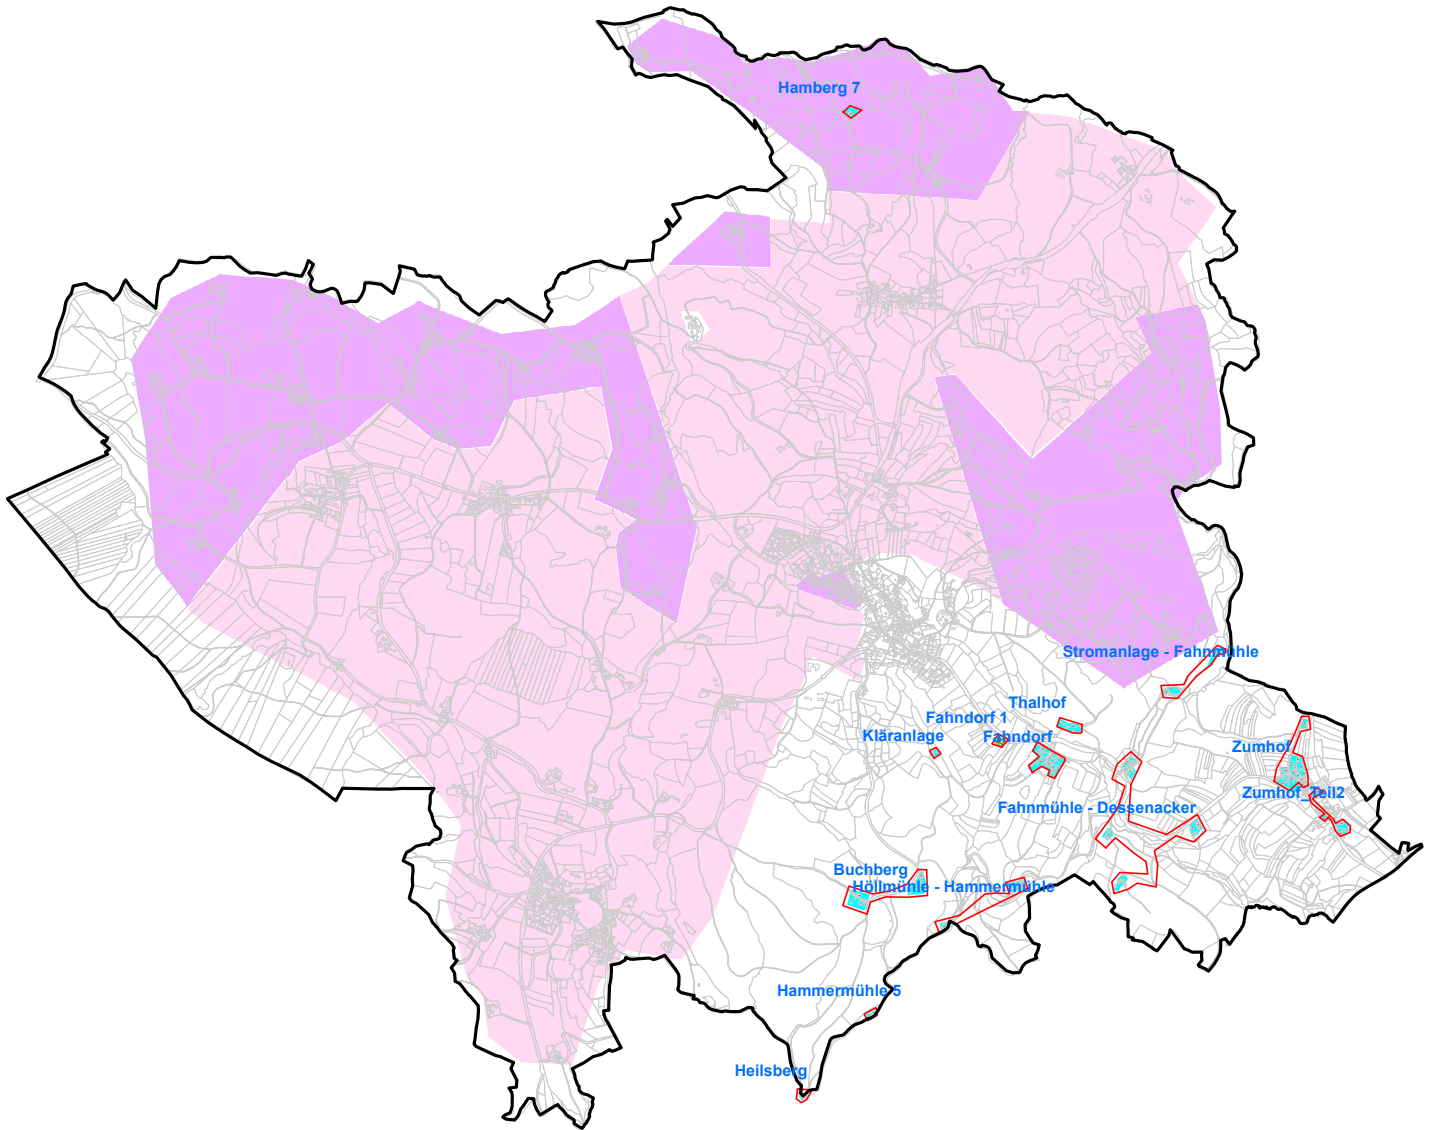 Hamberg 7
Stromanlage - Fahnmühle
Thalhof
Fahndorf 1
Kläranlage
Fahndorf
Zumhof
Zumhof_Teil2
Fahnmühle - Dessenacker
Buchberg
Höllmühle - Hammermühle
Hammermühle 5
Heilsberg